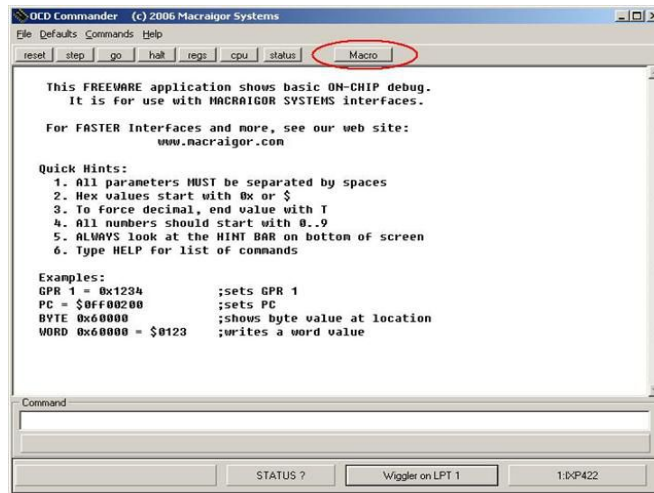 OCD Commander (c) 2006 Macraigor Systems
File Defaults Commands Help
reset step go halt regs cpu status Macro
This FREEWARE application shows basic ON-CHIP debug.
It is for use with MACRAIGOR SYSTEMS interfaces.
For FASTER Interfaces and more, see our web site:
www.macraigor.com
Quick Hints:
1. All parameters MUST be separated by spaces
2. Hex values start with 0x or $
3. To force decimal, end value with T
4. All numbers should start with 0..9
5. ALWAYS look at the HINT BAR on bottom of screen
6. Type HELP for list of commands
Examples:
GPR 1 = 0x1234 ;sets GPR 1
PC = $0FF00200 ;sets PC
BYTE 0x60000 ;shows byte value at location
WORD 0x60000 = $0123 ;writes a word value
Command
STATUS ? Wiggler on LPT 1 1:IXP422